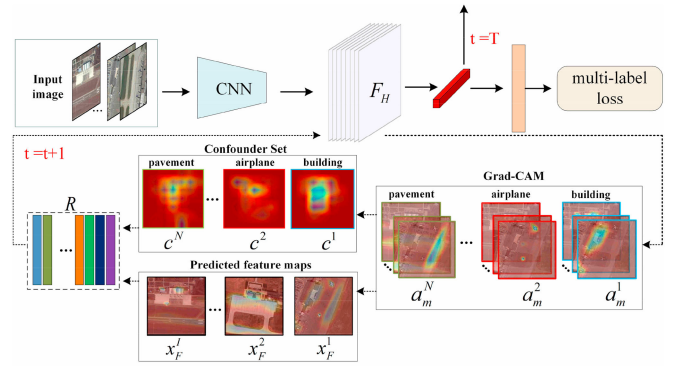 t =T
Input
image
...
CNN
F_H
multi-label
loss
t =t+1
Confounder Set
pavement
airplane
building
...
c^N
c^2
c^1
Grad-CAM
pavement
airplane
building
...
a_m^N
a_m^2
a_m^1
R
...
Predicted feature maps
...
x_F^I
x_F^2
x_F^1